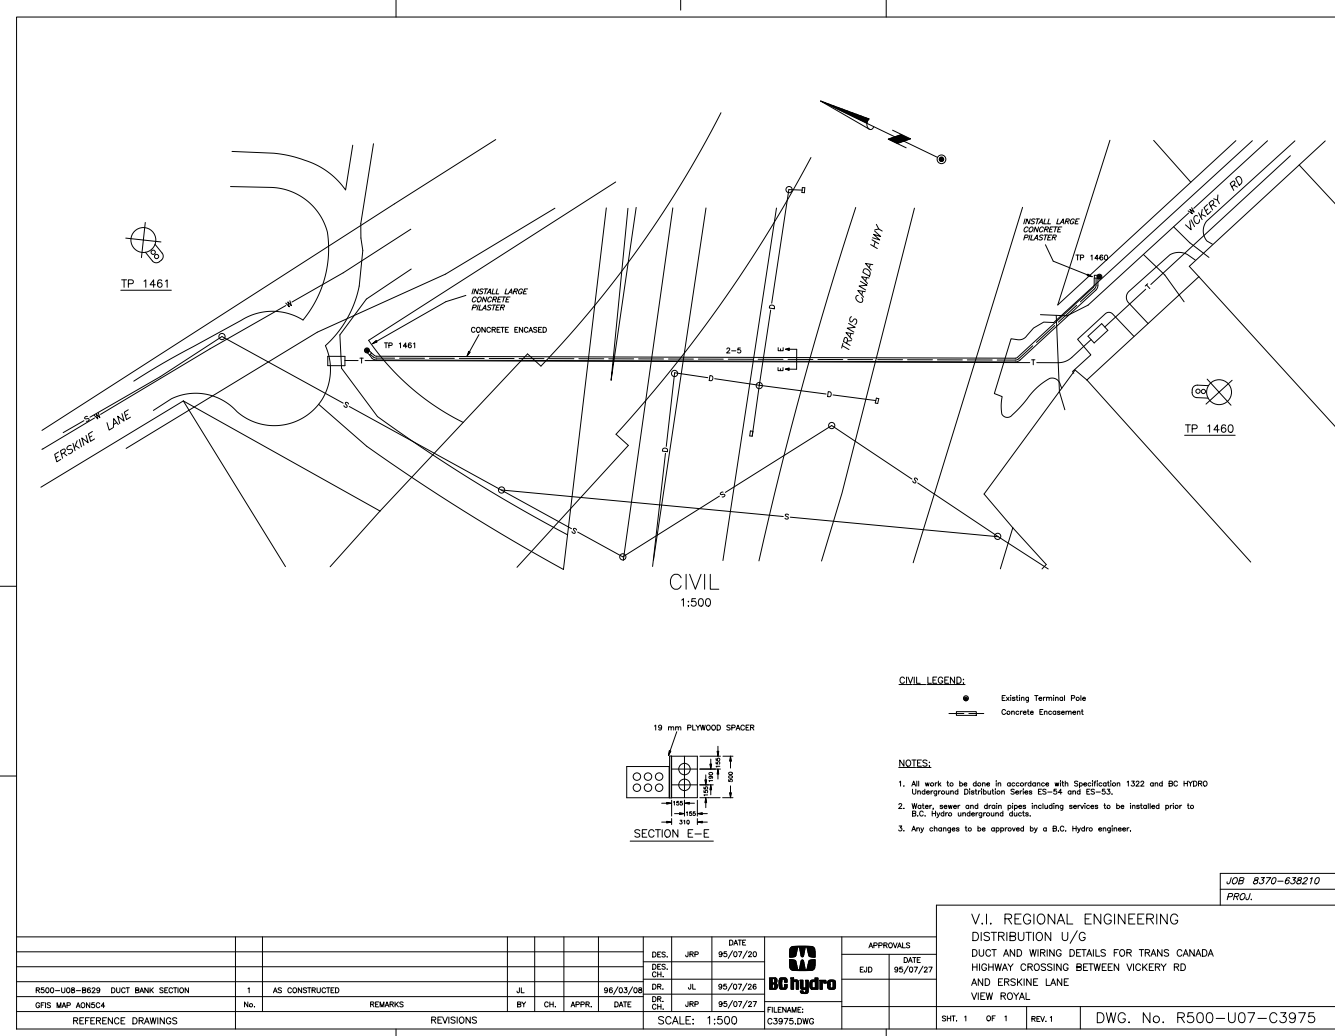 TP 1461
INSTALL LARGE
CONCRETE
PILASTER
CONCRETE ENCASED
TP 1461
W
S
W
ERSKINE LANE
T
S
S
S
S
S
D
D
D
D
2-5
E
E
TRANS CANADA HWY
INSTALL LARGE
CONCRETE
PILASTER
TP 1460
VICKERY RD
W
T
T
TP 1460
CIVIL
1:500
19 mm PLYWOOD SPACER
155
190
155
500
155
155
310
SECTION E-E
CIVIL LEGEND:
Existing Terminal Pole
Concrete Encasement
NOTES:
1. All work to be done in accordance with Specification 1322 and BC HYDRO
Underground Distribution Series ES-54 and ES-53.
2. Water, sewer and drain pipes including services to be installed prior to
B.C. Hydro underground ducts.
3. Any changes to be approved by a B.C. Hydro engineer.
JOB 8370-638210
PROJ.
V.I. REGIONAL ENGINEERING
DISTRIBUTION U/G
DUCT AND WIRING DETAILS FOR TRANS CANADA
HIGHWAY CROSSING BETWEEN VICKERY RD
AND ERSKINE LANE
VIEW ROYAL
SHT. 1 OF 1 REV. 1 DWG. No. R500-U07-C3975
R500-U08-B629 DUCT BANK SECTION 1 AS CONSTRUCTED JL 96/03/08
GFIS MAP AON5C4 No. REMARKS BY CH. APPR. DATE
REFERENCE DRAWINGS REVISIONS
DATE
DES. JRP 95/07/20
DES. CH.
DR. JL 95/07/26
DR. CH. JRP 95/07/27
SCALE: 1:500
BC hydro
FILENAME:
C3975.DWG
APPROVALS
EJD DATE 95/07/27